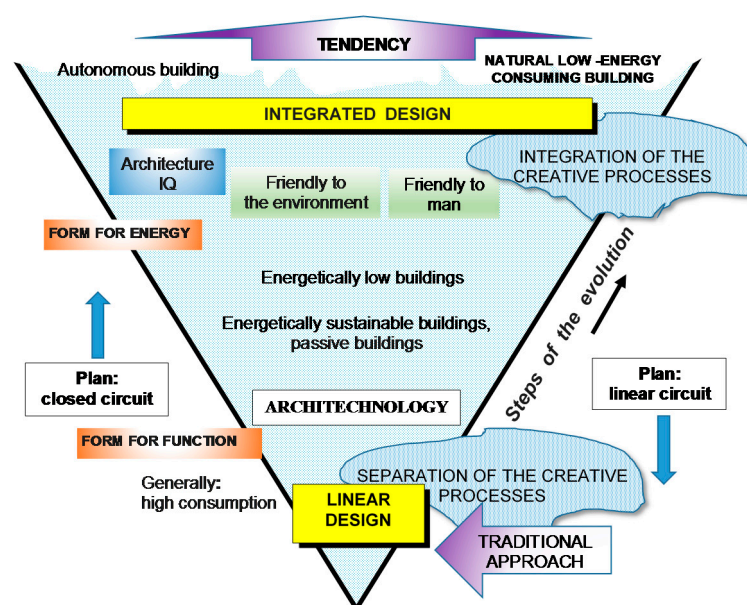 TENDENCY
Autonomous building
NATURAL LOW -ENERGY
CONSUMING BUILDING
INTEGRATED DESIGN
Architecture
IQ
Friendly to
the environment
Friendly to
man
INTEGRATION OF THE
CREATIVE PROCESSES
FORM FOR ENERGY
Energetically low buildings
Energetically sustainable buildings,
passive buildings
Steps of the evolution
Plan:
closed circuit
Plan:
linear circuit
ARCHITECHNOLOGY
FORM FOR FUNCTION
Generally:
high consumption
SEPARATION OF THE CREATIVE
PROCESSES
LINEAR
DESIGN
TRADITIONAL
APPROACH